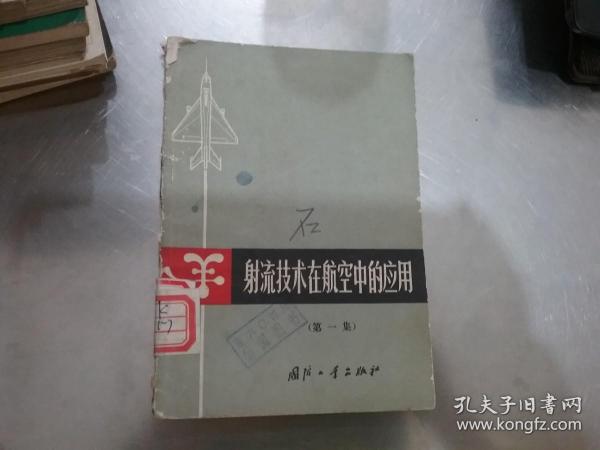 石
射流技术在航空中的应用
(第一集)
国防工业出版社
孔夫子旧书网
www.kongfz.com